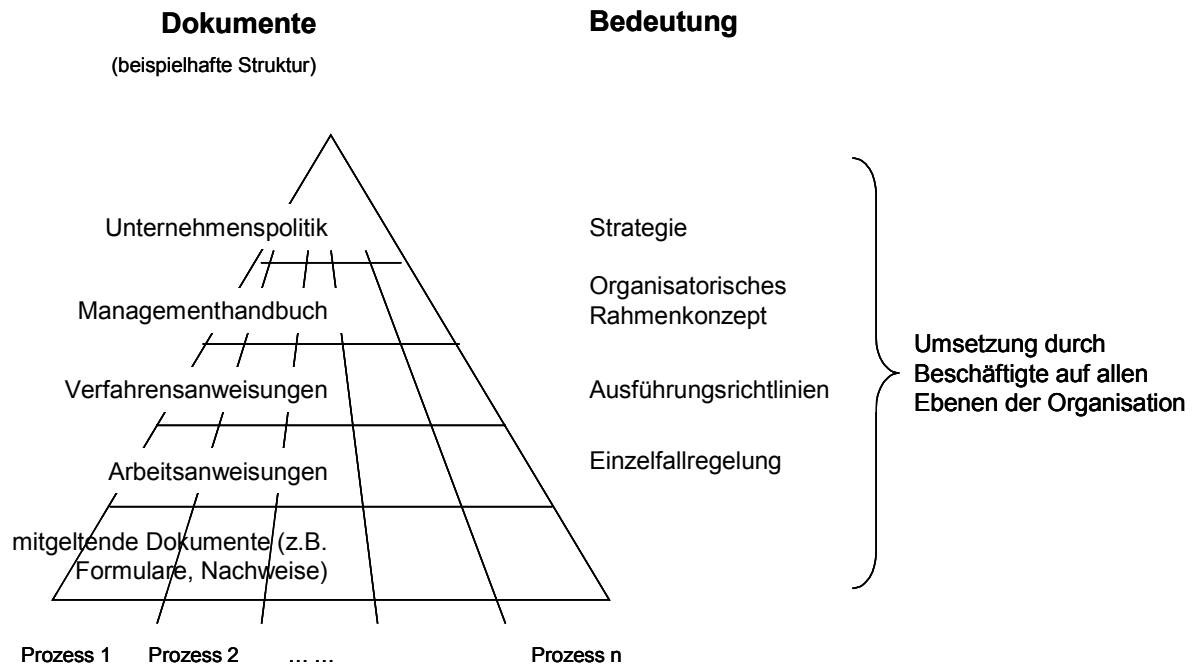 Dokumente
(beispielhafte Struktur)
Bedeutung
Unternehmenspolitik
Strategie
Managementhandbuch
Organisatorisches
Rahmenkonzept
Verfahrensanweisungen
Ausführungsrichtlinien
Arbeitsanweisungen
Einzelfallregelung
mitgeltende Dokumente (z.B.
Formulare, Nachweise)
Umsetzung durch
Beschäftigte auf allen
Ebenen der Organisation
Prozess 1
Prozess 2
... ...
Prozess n